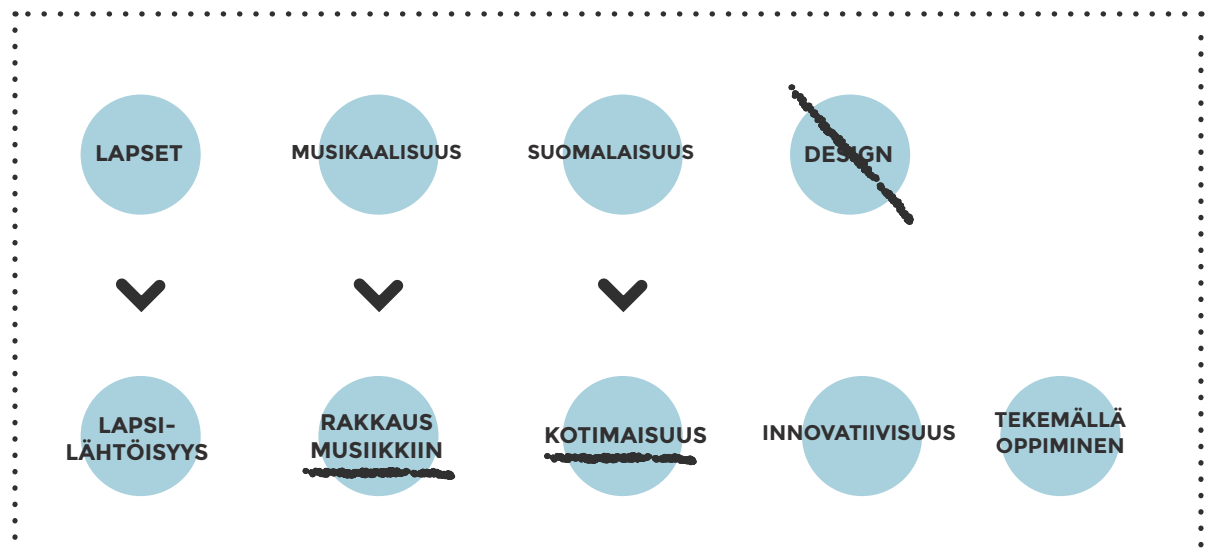 LAPSET
MUSIKAALISUUS
SUOMALAISUUS
DESIGN
LAPSI-
LÄHTÖISYYS
RAKKAUS
MUSIIKKIIN
KOTIMAISUUS
INNOVATIIVISUUS
TEKEMÄLLÄ
OPPIMINEN